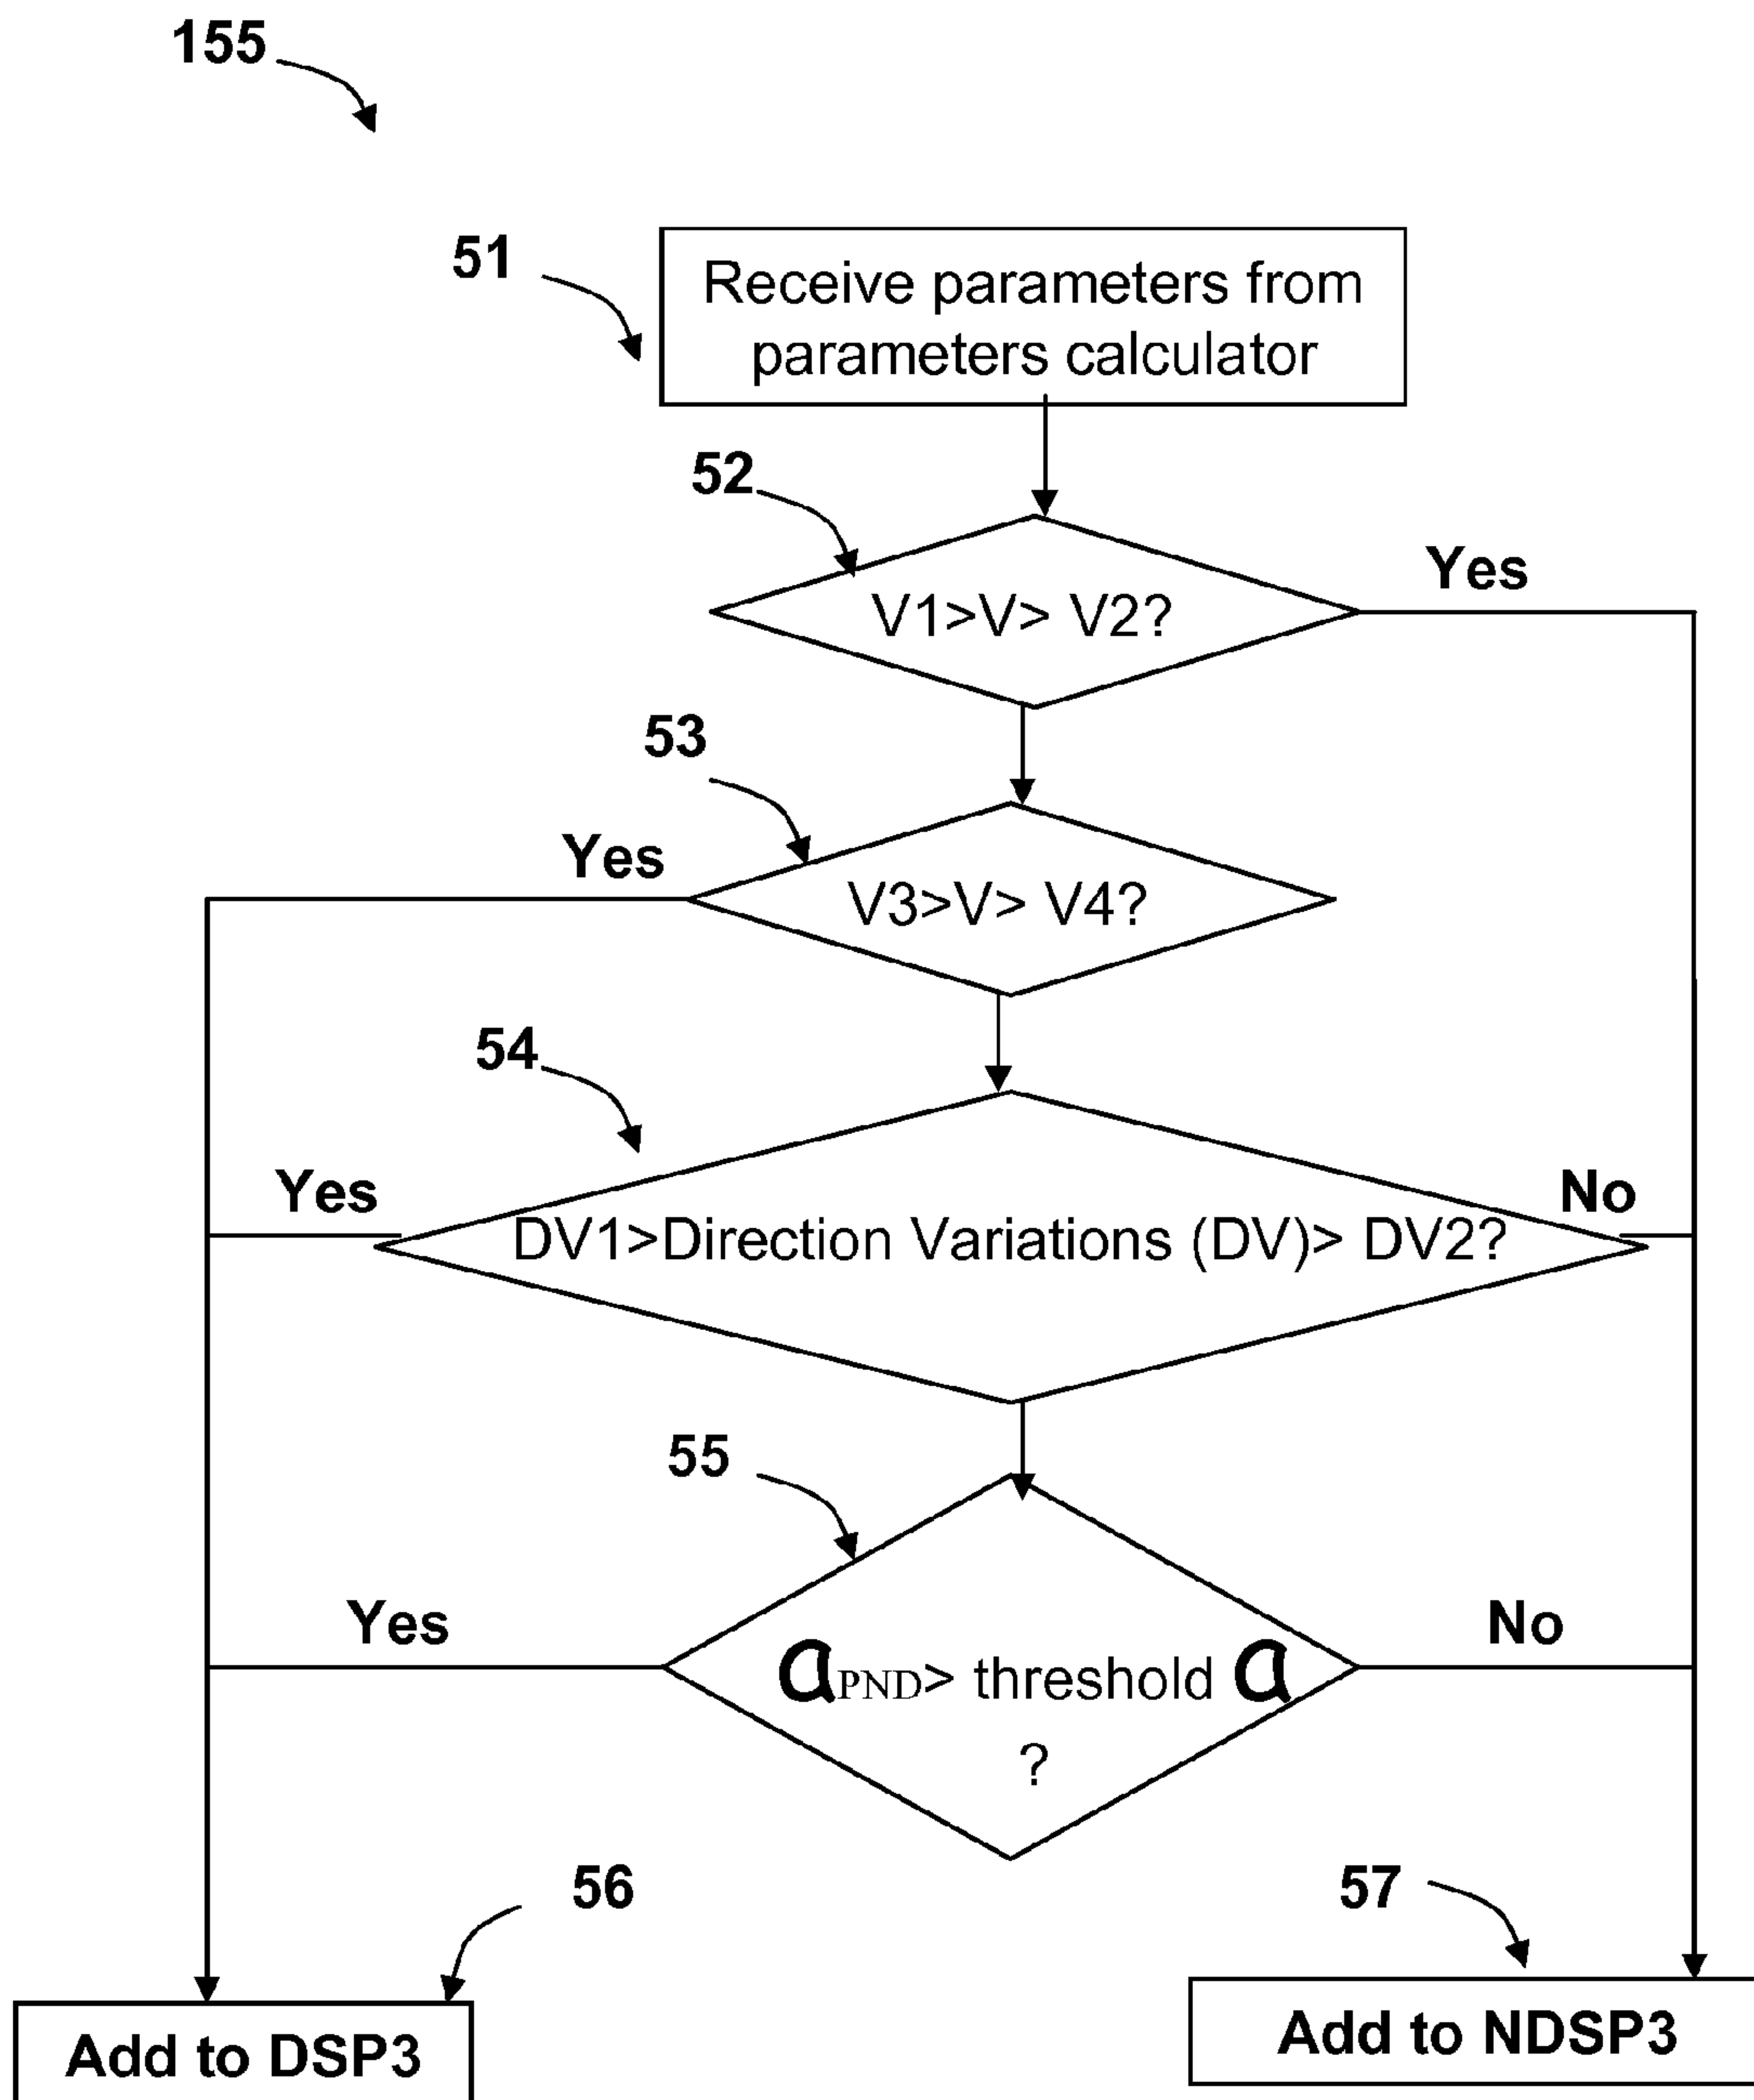 155
51
Receive parameters from
parameters calculator
52
V1>V> V2?
Yes
53
Yes
V3>V> V4?
54
Yes
No
DV1>Direction Variations (DV)> DV2?
55
Yes
No
aPND> threshold a
?
56
57
Add to DSP3
Add to NDSP3